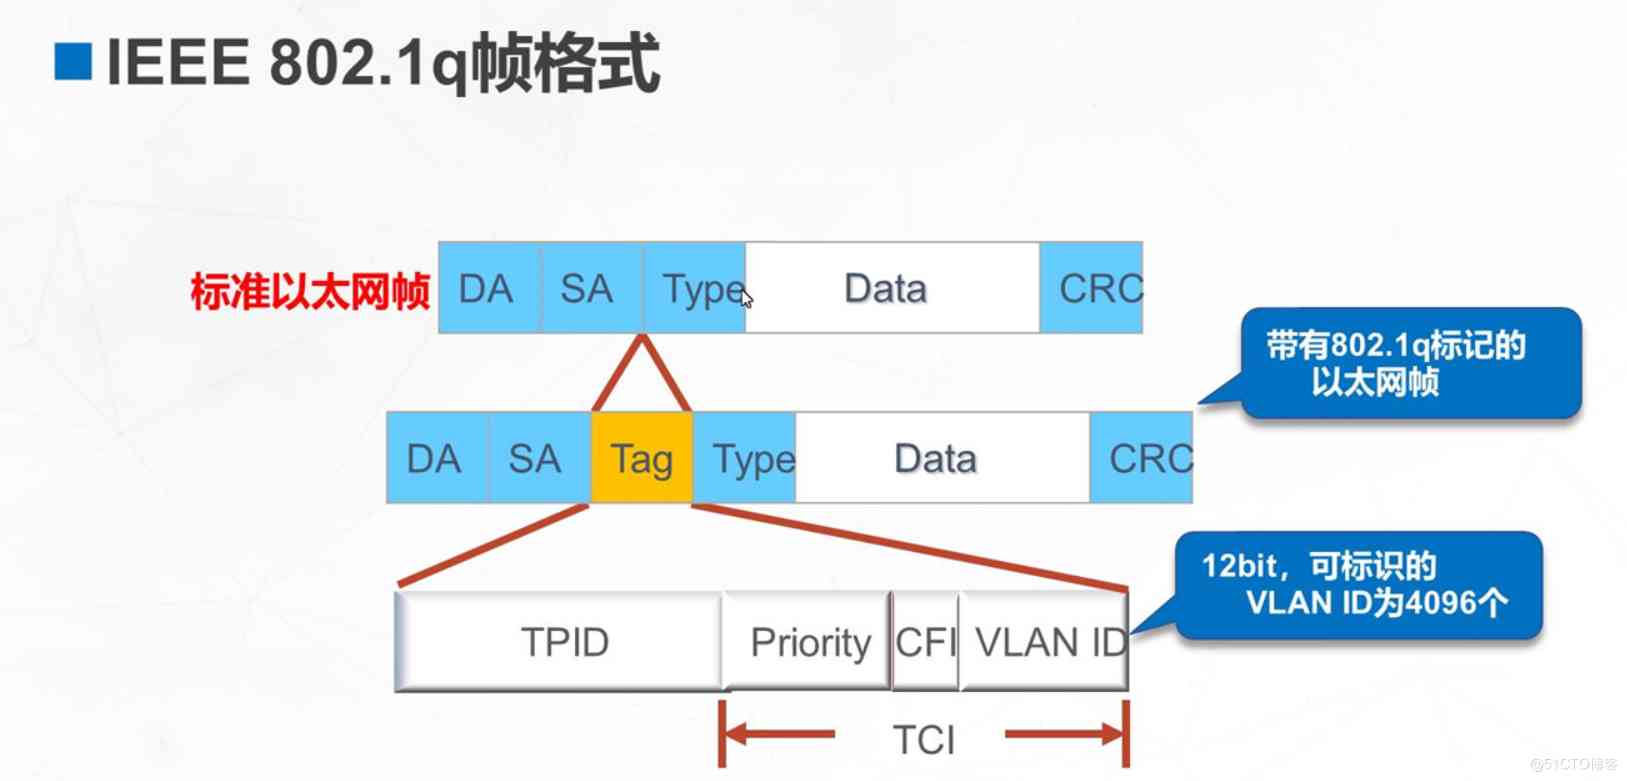 IEEE 802.1q帧格式
标准以太网帧 DA SA Type Data CRC
带有802.1q标记的
以太网帧
DA SA Tag Type Data CRC
12bit，可标识的
VLAN ID为4096个
TPID Priority CFI VLAN ID
TCI
@51CTO博客